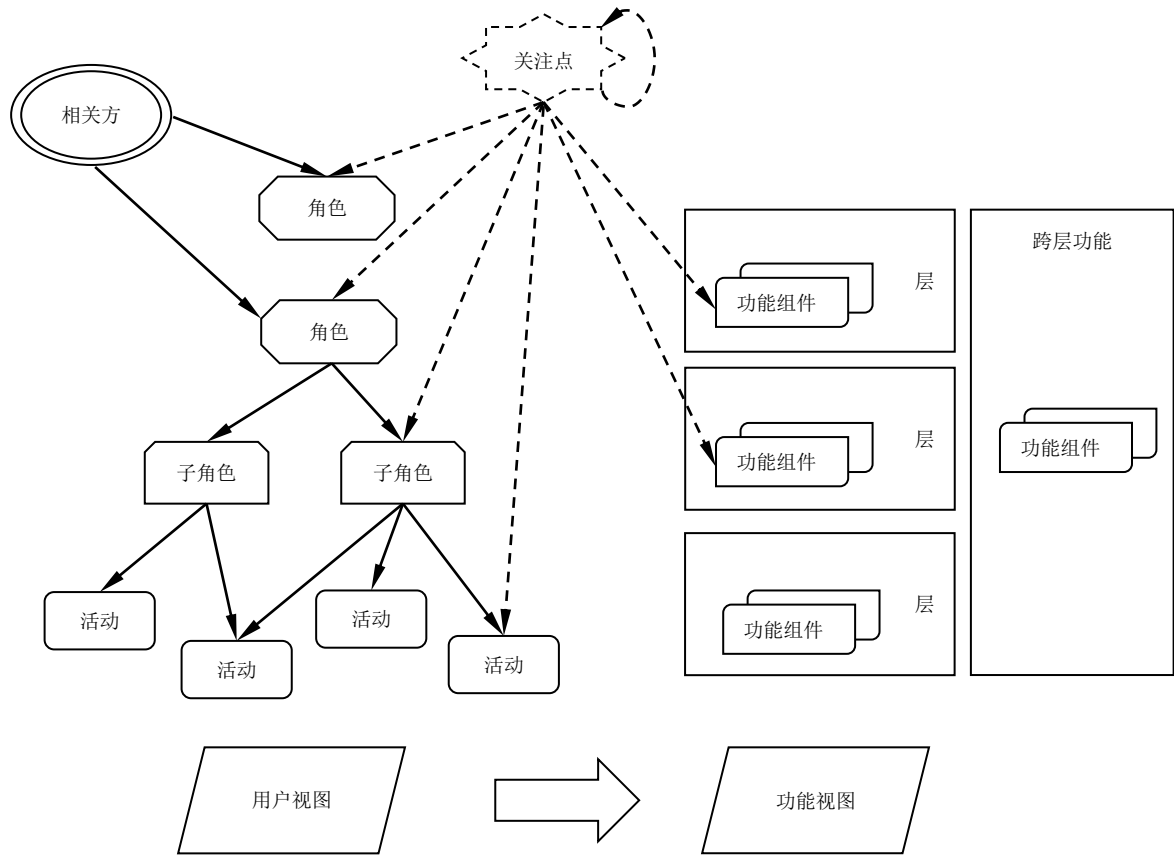 关注点
相关方
角色
跨层功能
层
功能组件
角色
层
功能组件
功能组件
子角色
子角色
层
功能组件
活动
活动
活动
活动
用户视图
功能视图